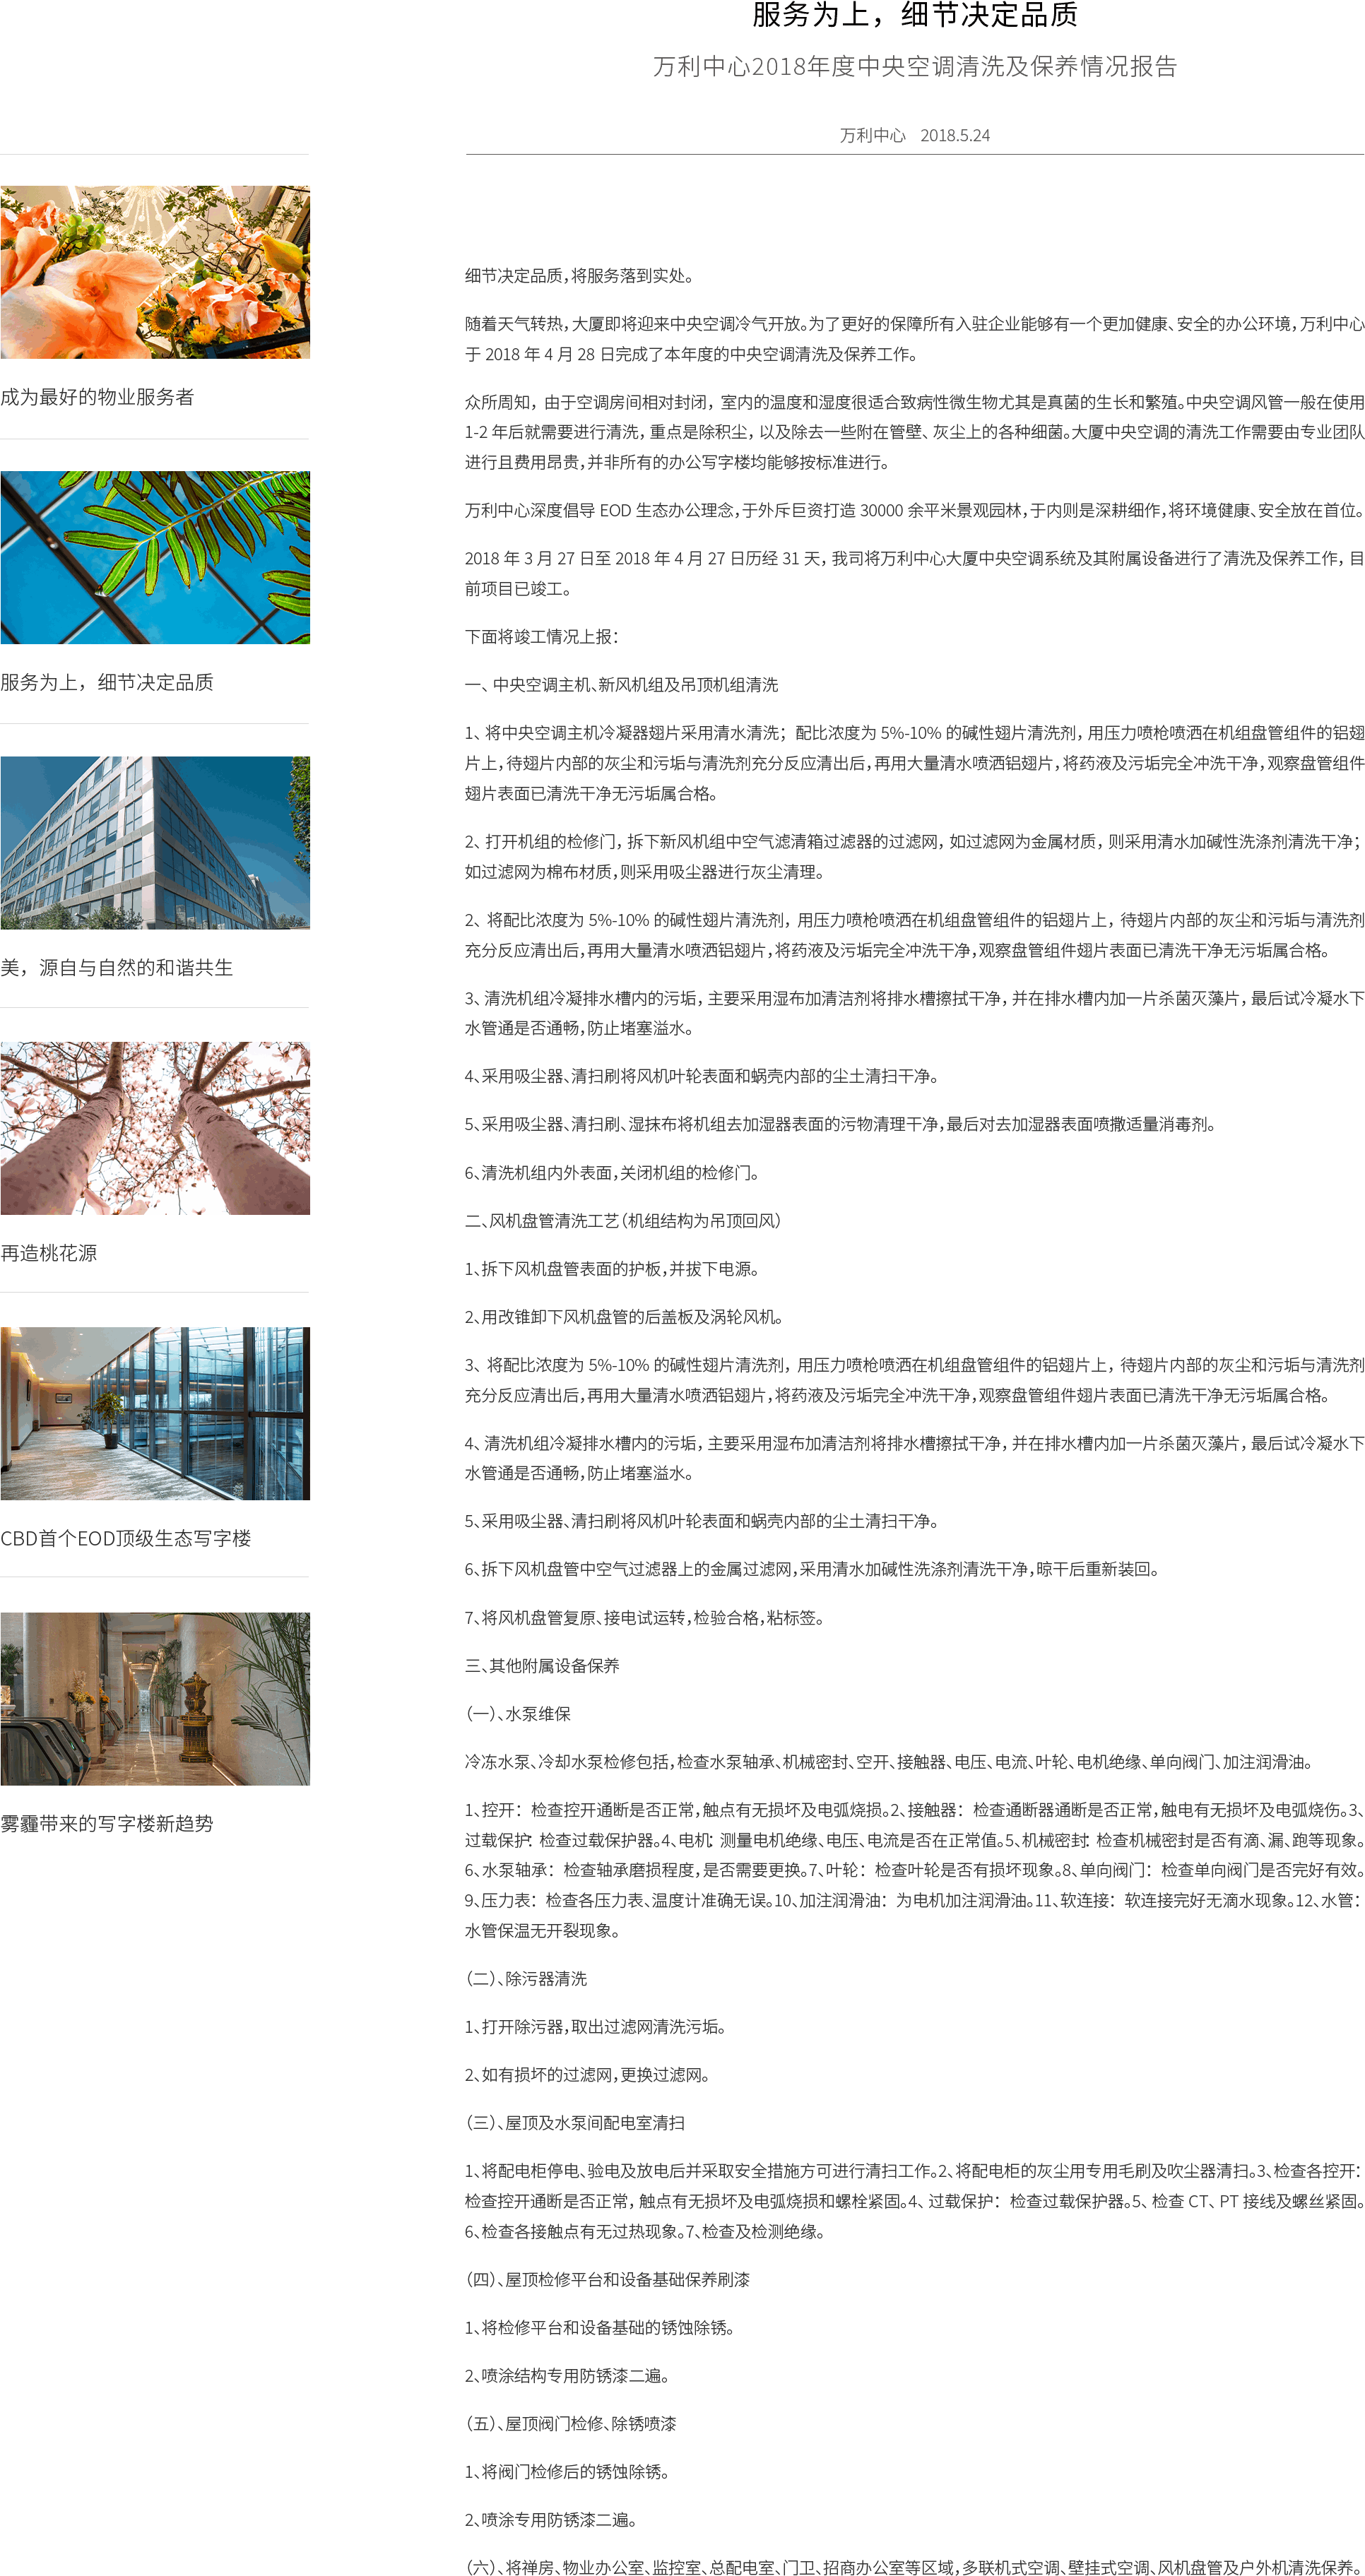 服务为上，细节决定品质
万利中心2018年度中央空调清洗及保养情况报告
万利中心 2018.5.24
成为最好的物业服务者
服务为上，细节决定品质
美，源自与自然的和谐共生
再造桃花源
CBD首个EOD顶级生态写字楼
雾霾带来的写字楼新趋势
细节决定品质，将服务落到实处。
随着天气转热，大厦即将迎来中央空调冷气开放。为了更好的保障所有入驻企业能够有一个更加健康、安全的办公环境，万利中心
于 2018 年 4 月 28 日完成了本年度的中央空调清洗及保养工作。
众所周知，由于空调房间相对封闭，室内的温度和湿度很适合致病性微生物尤其是真菌的生长和繁殖。中央空调风管一般在使用
1-2 年后就需要进行清洗，重点是除积尘，以及除去一些附在管壁、灰尘上的各种细菌。大厦中央空调的清洗工作需要由专业团队
进行且费用昂贵，并非所有的办公写字楼均能够按标准进行。
万利中心深度倡导 EOD 生态办公理念，于外斥巨资打造 30000 余平米景观园林，于内则是深耕细作，将环境健康、安全放在首位。
2018 年 3 月 27 日至 2018 年 4 月 27 日历经 31 天，我司将万利中心大厦中央空调系统及其附属设备进行了清洗及保养工作，目
前项目已竣工。
下面将竣工情况上报：
一、中央空调主机、新风机组及吊顶机组清洗
1、将中央空调主机冷凝器翅片采用清水清洗；配比浓度为 5%-10% 的碱性翅片清洗剂，用压力喷枪喷洒在机组盘管组件的铝翅
片上，待翅片内部的灰尘和污垢与清洗剂充分反应清出后，再用大量清水喷洒铝翅片，将药液及污垢完全冲洗干净，观察盘管组件
翅片表面已清洗干净无污垢属合格。
2、打开机组的检修门，拆下新风机组中空气滤清箱过滤器的过滤网，如过滤网为金属材质，则采用清水加碱性洗涤剂清洗干净；
如过滤网为棉布材质，则采用吸尘器进行灰尘清理。
2、将配比浓度为 5%-10% 的碱性翅片清洗剂，用压力喷枪喷洒在机组盘管组件的铝翅片上，待翅片内部的灰尘和污垢与清洗剂
充分反应清出后，再用大量清水喷洒铝翅片，将药液及污垢完全冲洗干净，观察盘管组件翅片表面已清洗干净无污垢属合格。
3、清洗机组冷凝排水槽内的污垢，主要采用湿布加清洁剂将排水槽擦拭干净，并在排水槽内加一片杀菌灭藻片，最后试冷凝水下
水管通是否通畅，防止堵塞溢水。
4、采用吸尘器、清扫刷将风机叶轮表面和蜗壳内部的尘土清扫干净。
5、采用吸尘器、清扫刷、湿抹布将机组去加湿器表面的污物清理干净，最后对去加湿器表面喷撒适量消毒剂。
6、清洗机组内外表面，关闭机组的检修门。
二、风机盘管清洗工艺（机组结构为吊顶回风）
1、拆下风机盘管表面的护板，并拔下电源。
2、用改锥卸下风机盘管的后盖板及涡轮风机。
3、将配比浓度为 5%-10% 的碱性翅片清洗剂，用压力喷枪喷洒在机组盘管组件的铝翅片上，待翅片内部的灰尘和污垢与清洗剂
充分反应清出后，再用大量清水喷洒铝翅片，将药液及污垢完全冲洗干净，观察盘管组件翅片表面已清洗干净无污垢属合格。
4、清洗机组冷凝排水槽内的污垢，主要采用湿布加清洁剂将排水槽擦拭干净，并在排水槽内加一片杀菌灭藻片，最后试冷凝水下
水管通是否通畅，防止堵塞溢水。
5、采用吸尘器、清扫刷将风机叶轮表面和蜗壳内部的尘土清扫干净。
6、拆下风机盘管中空气过滤器上的金属过滤网，采用清水加碱性洗涤剂清洗干净，晾干后重新装回。
7、将风机盘管复原、接电试运转，检验合格，粘标签。
三、其他附属设备保养
（一）、水泵维保
冷冻水泵、冷却水泵检修包括，检查水泵轴承、机械密封、空开、接触器、电压、电流、叶轮、电机绝缘、单向阀门、加注润滑油。
1、控开：检查控开通断是否正常，触点有无损坏及电弧烧损。2、接触器：检查通断器通断是否正常，触电有无损坏及电弧烧伤。3、
过载保护：检查过载保护器。4、电机：测量电机绝缘、电压、电流是否在正常值。5、机械密封：检查机械密封是否有滴、漏、跑等现象。
6、水泵轴承：检查轴承磨损程度，是否需要更换。7、叶轮：检查叶轮是否有损坏现象。8、单向阀门：检查单向阀门是否完好有效。
9、压力表：检查各压力表、温度计准确无误。10、加注润滑油：为电机加注润滑油。11、软连接：软连接完好无滴水现象。12、水管：
水管保温无开裂现象。
（二）、除污器清洗
1、打开除污器，取出过滤网清洗污垢。
2、如有损坏的过滤网，更换过滤网。
（三）、屋顶及水泵间配电室清扫
1、将配电柜停电、验电及放电后并采取安全措施方可进行清扫工作。2、将配电柜的灰尘用专用毛刷及吹尘器清扫。3、检查各控开：
检查控开通断是否正常，触点有无损坏及电弧烧损和螺栓紧固。4、过载保护：检查过载保护器。5、检查 CT、PT 接线及螺丝紧固。
6、检查各接触点有无过热现象。7、检查及检测绝缘。
（四）、屋顶检修平台和设备基础保养刷漆
1、将检修平台和设备基础的锈蚀除锈。
2、喷涂结构专用防锈漆二遍。
（五）、屋顶阀门检修、除锈喷漆
1、将阀门检修后的锈蚀除锈。
2、喷涂专用防锈漆二遍。
（六）、将禅房、物业办公室、监控室、总配电室、门卫、招商办公室等区域，多联机式空调、壁挂式空调、风机盘管及户外机清洗保养。